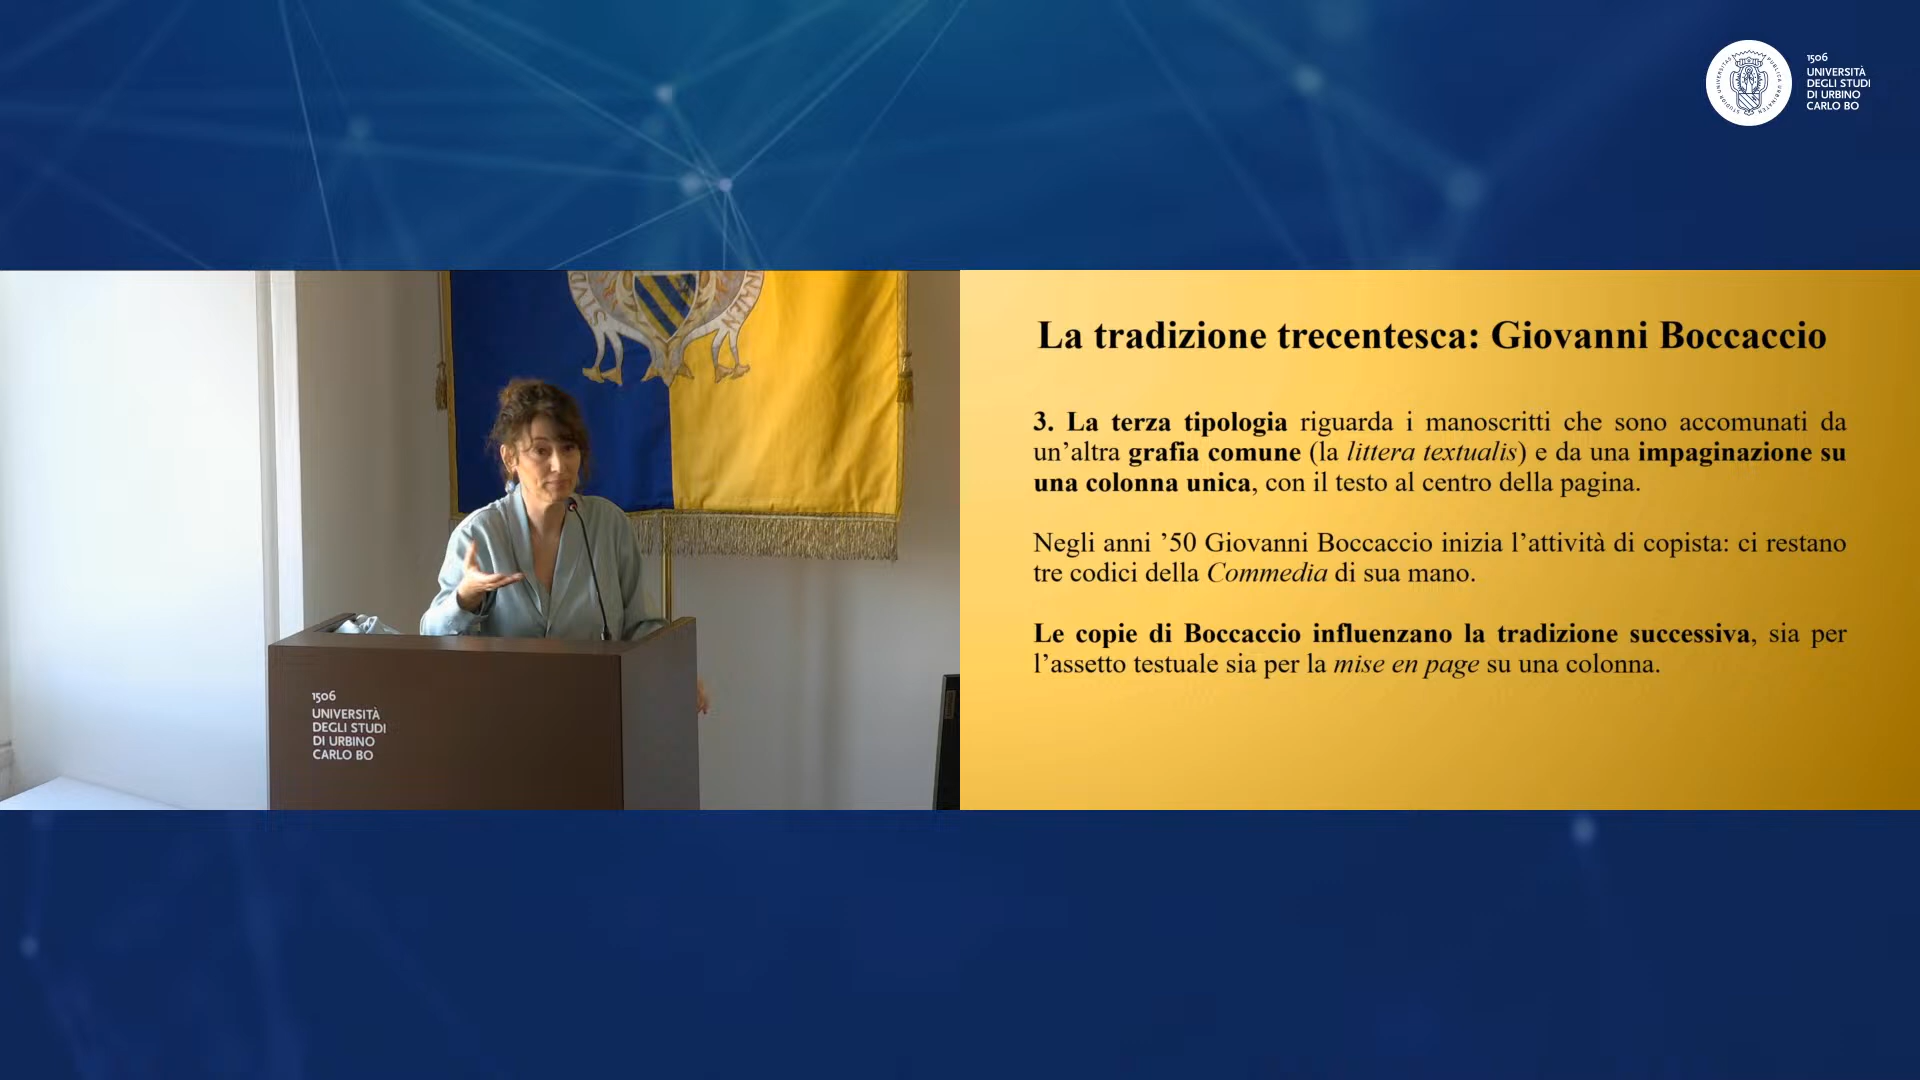 1506
UNIVERSITÀ
DEGLI STUDI
DI URBINO
CARLO BO
La tradizione trecentesca: Giovanni Boccaccio
3. La terza tipologia riguarda i manoscritti che sono accomunati da
un’altra grafia comune (la littera textualis) e da una impaginazione su
una colonna unica, con il testo al centro della pagina.
Negli anni ’50 Giovanni Boccaccio inizia l’attività di copista: ci restano
tre codici della Commedia di sua mano.
Le copie di Boccaccio influenzano la tradizione successiva, sia per
l’assetto testuale sia per la mise en page su una colonna.
1506
UNIVERSITÀ
DEGLI STUDI
DI URBINO
CARLO BO